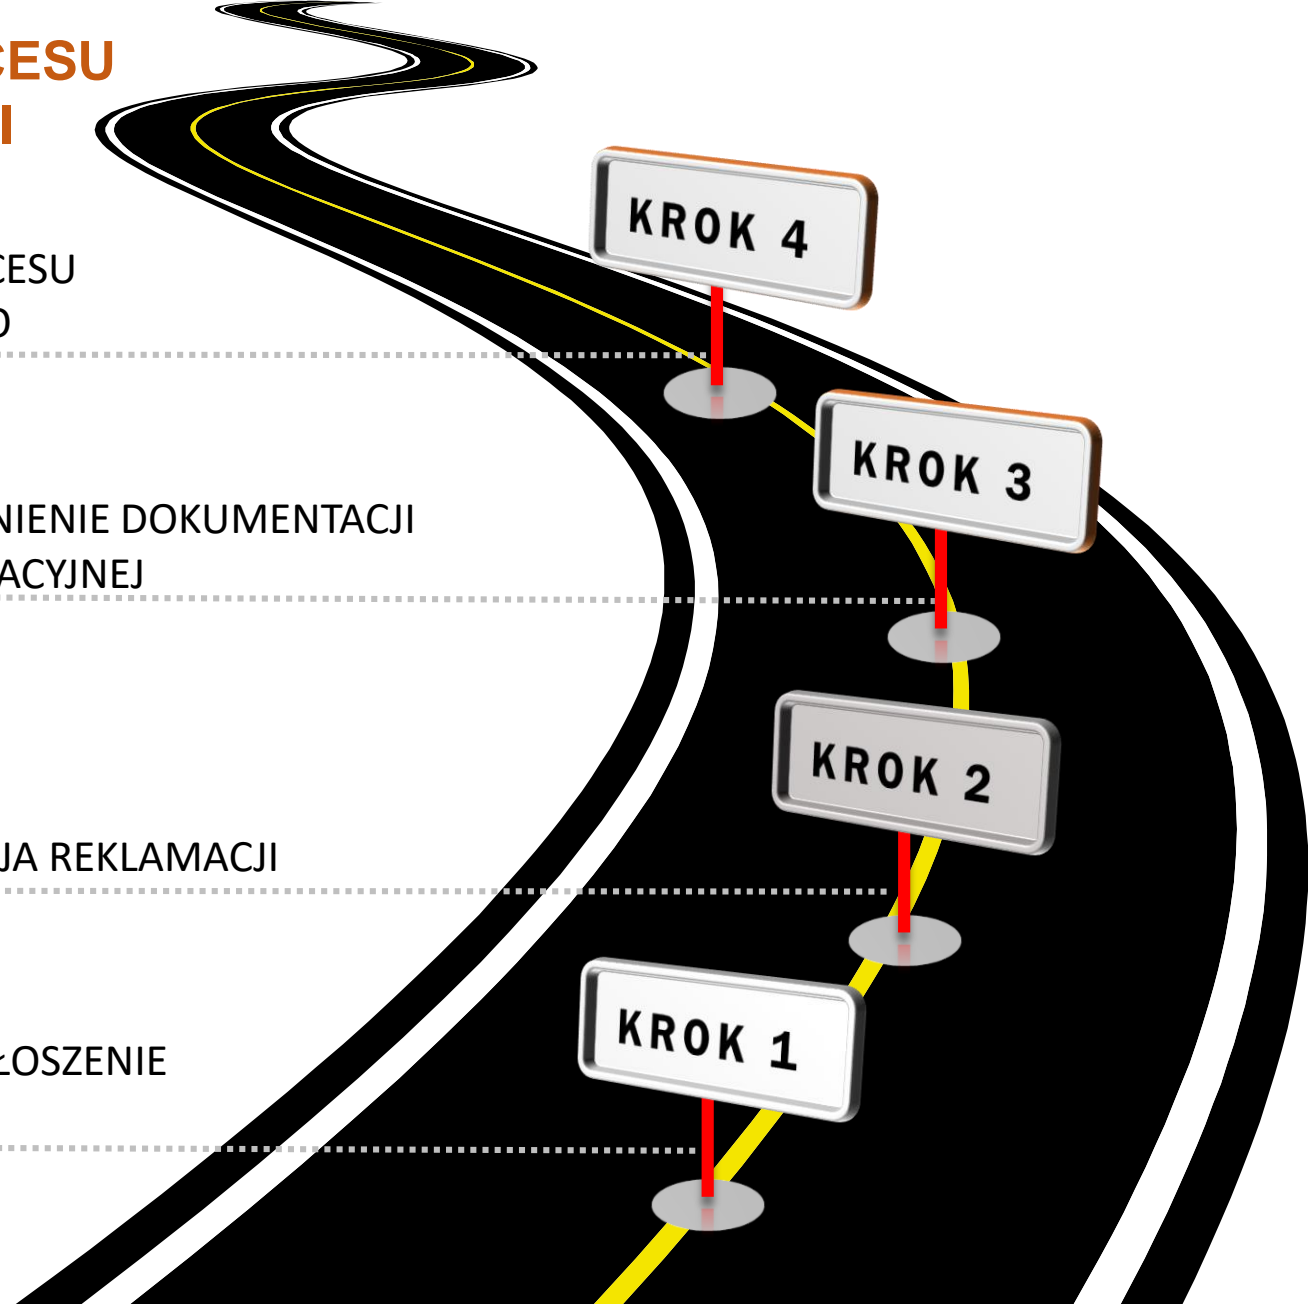 CESU
I
KROK 4
CESU
O
KROK 3
NIENIE DOKUMENTACJI
ACYJNEJ
KROK 2
JA REKLAMACJI
KROK 1
ŁOSZENIE